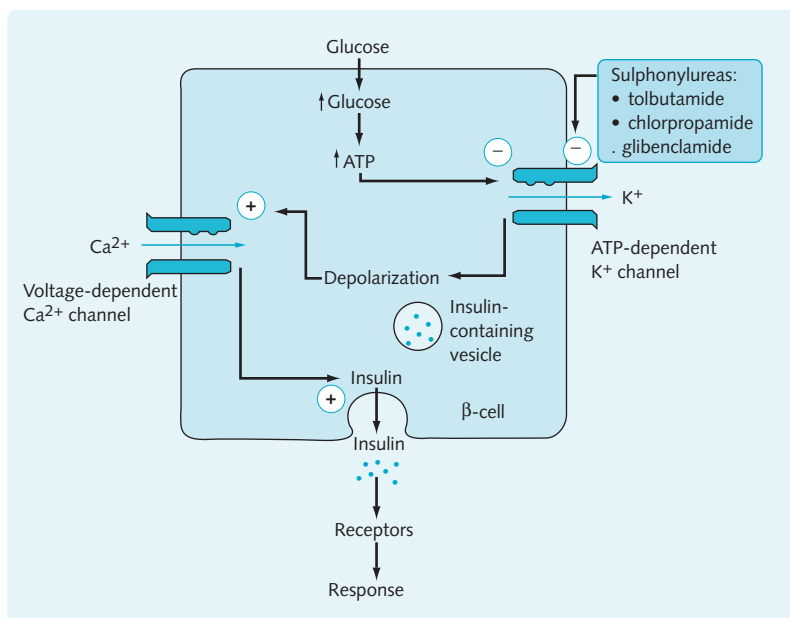 Glucose
Sulphonylureas:
• tolbutamide
• chlorpropamide
. glibenclamide
↑Glucose
↑ATP
−
−
K+
+
Ca2+
ATP-dependent
K+ channel
Depolarization
Voltage-dependent
Ca2+ channel
Insulin-
containing
vesicle
Insulin
+
β-cell
Insulin
Receptors
Response